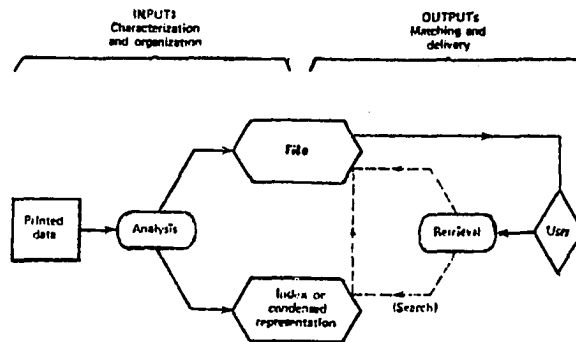 INPUTS
Characterization
and organization
OUTPUTs
Matching and
delivery
File
Printed
data
Analysis
Retrieval
User
Index or
condensed
representation
(Search)